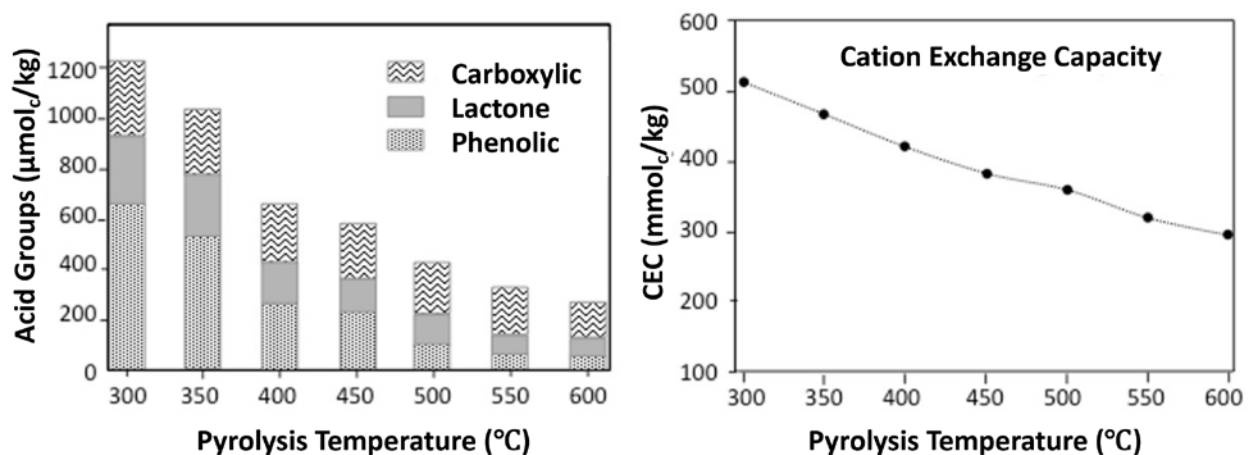 Acid Groups (μmolc/kg)
1200
1000
800
600
400
200
0
Carboxylic
Lactone
Phenolic
300 350 400 450 500 550 600
Pyrolysis Temperature (℃)
CEC (mmolc/kg)
600
500
400
300
200
100
Cation Exchange Capacity
300 350 400 450 500 550 600
Pyrolysis Temperature (℃)